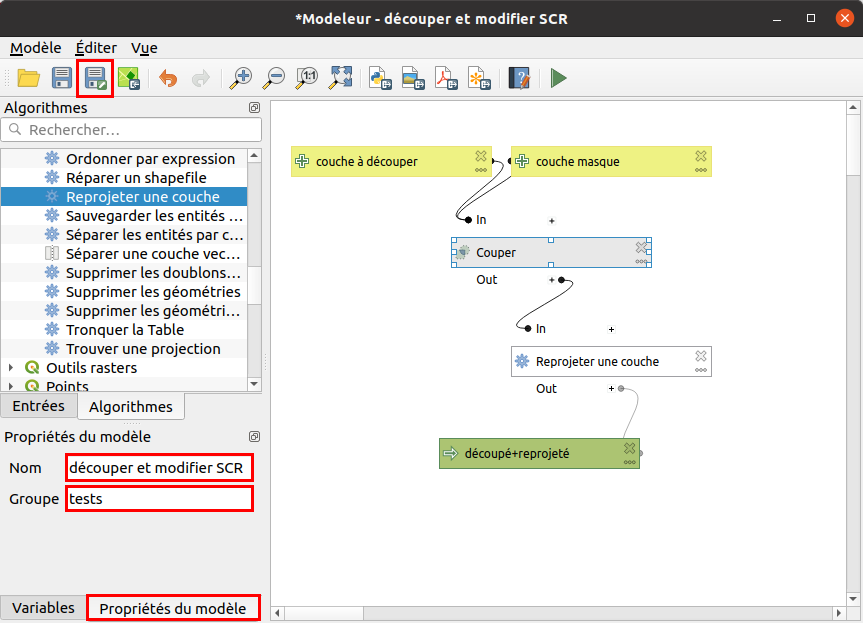 *Modeleur - découper et modifier SCR
Modèle Éditer Vue
1:1
Algorithmes
Rechercher…
Ordonner par expression
Réparer un shapefile
Reprojeter une couche
Sauvegarder les entités …
Séparer les entités par c…
Séparer une couche vec…
Supprimer les doublons…
Supprimer les géométries
Supprimer les géométri…
Tronquer la Table
Trouver une projection
Outils rasters
Points
Entrées Algorithmes
Propriétés du modèle
Nom découper et modifier SCR
Groupe tests
Variables Propriétés du modèle
couche à découper
couche masque
In
Couper
Out
In
Reprojeter une couche
Out
découpé+reprojeté